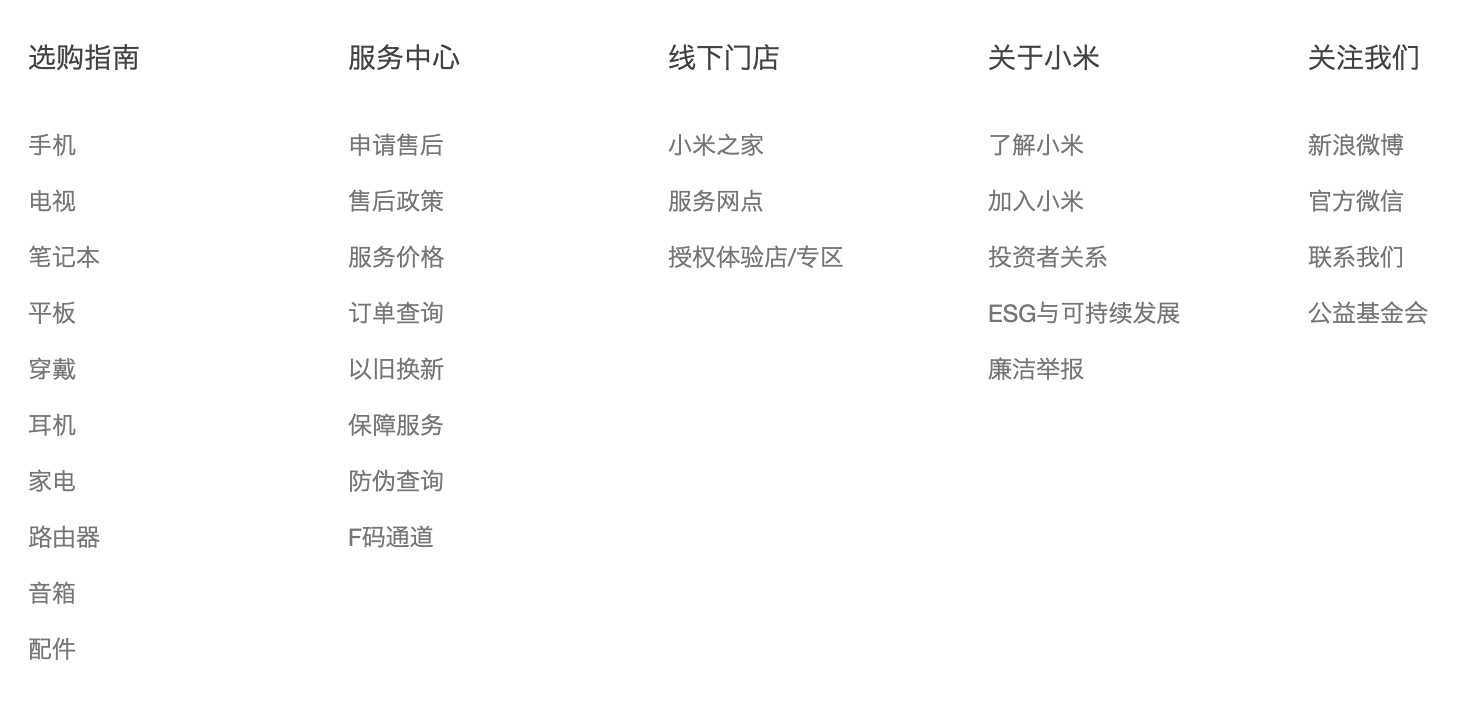 选购指南
手机
电视
笔记本
平板
穿戴
耳机
家电
路由器
音箱
配件
服务中心
申请售后
售后政策
服务价格
订单查询
以旧换新
保障服务
防伪查询
F码通道
线下门店
小米之家
服务网点
授权体验店/专区
关于小米
了解小米
加入小米
投资者关系
ESG与可持续发展
廉洁举报
关注我们
新浪微博
官方微信
联系我们
公益基金会